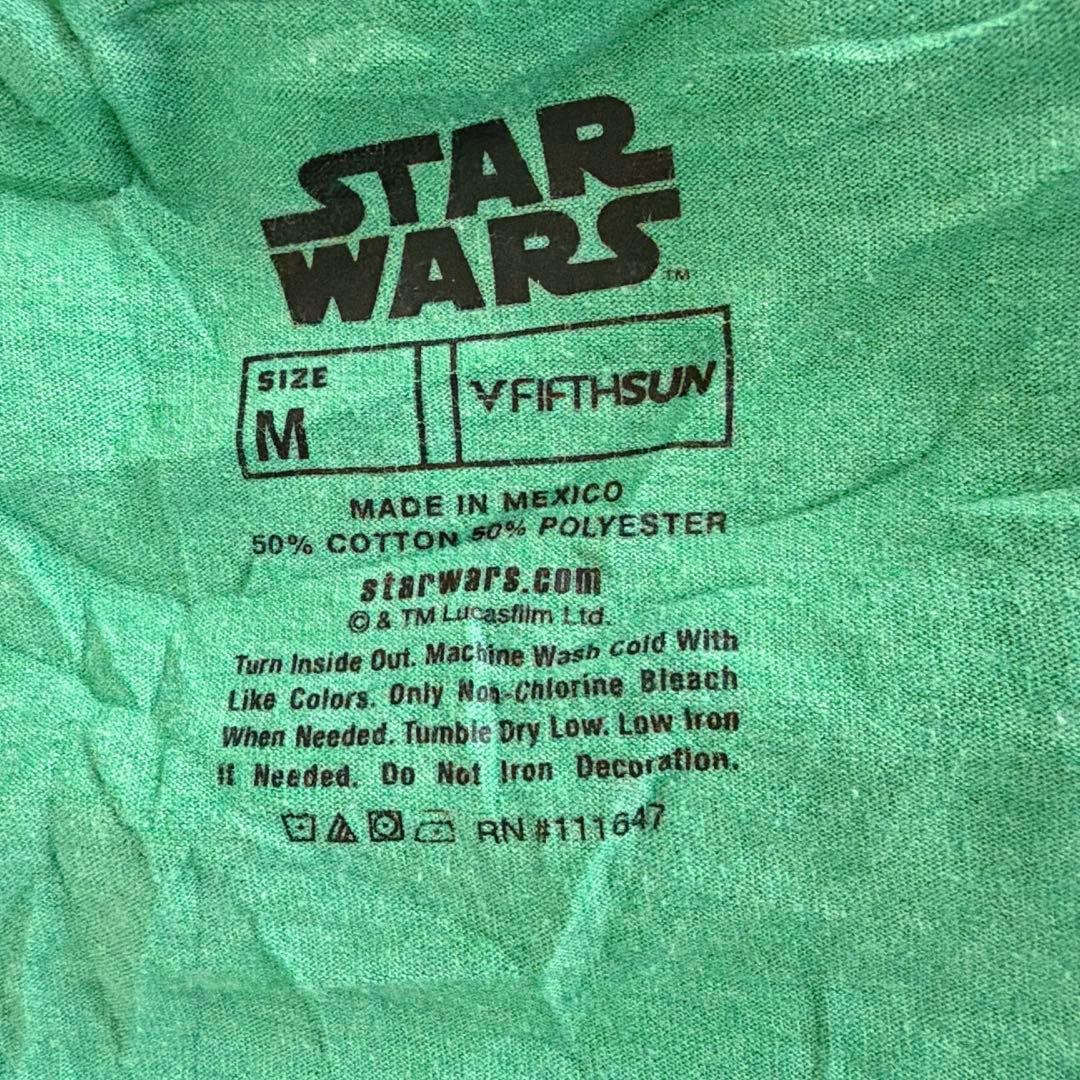 STAR
WARS™
SIZE
M
FIFTHSUN
MADE IN MEXICO
50% COTTON 50% POLYESTER
starwars.com
© & TM Lucasfilm Ltd.
Turn Inside Out. Machine Wash Cold With
Like Colors. Only Non-Chlorine Bleach
When Needed. Tumble Dry Low. Low Iron
If Needed. Do Not Iron Decoration.
RN #111647